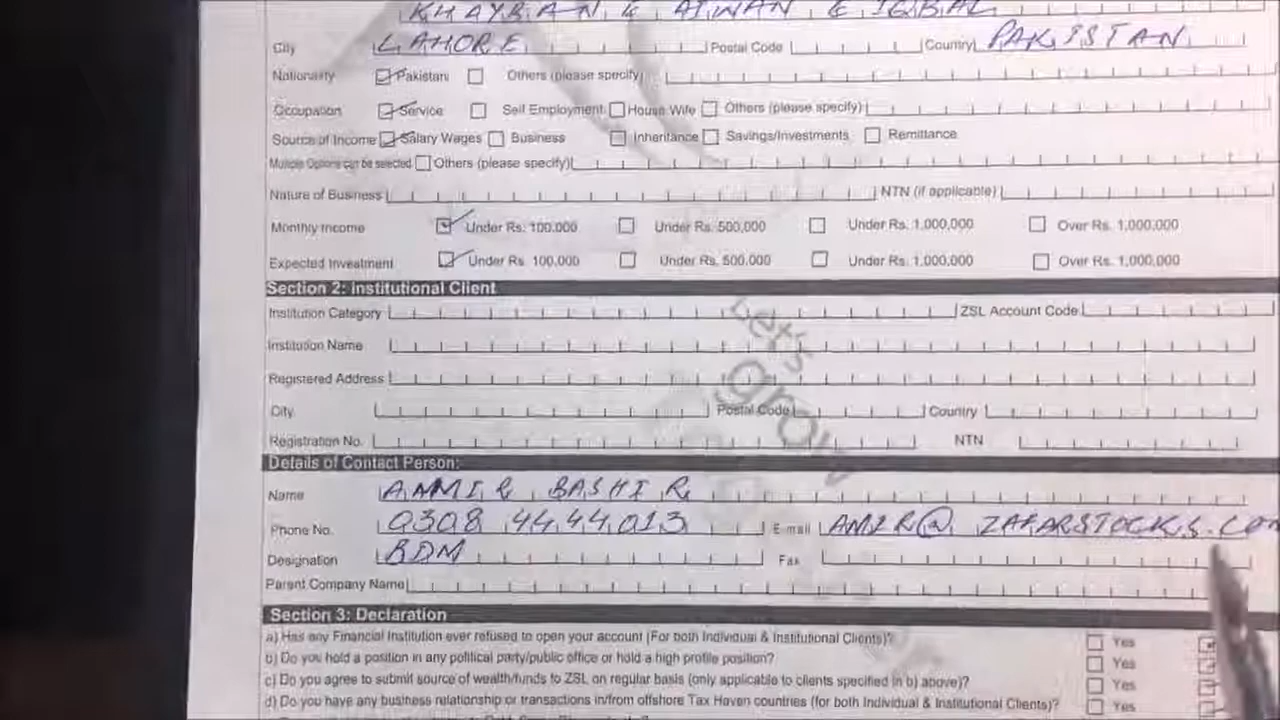 KHAYBAN E AIWAN E IQBAL
City LAHORE Postal Code Country PAKISTAN
Nationality Pakistani Others (please specify)
Occupation Service Self Employment House Wife Others (please specify)
Source of Income Salary Wages Business Inheritance Savings/Investments Remittance
Multiple Options can be selected Others (please specify)
Nature of Business NTN (if applicable)
Monthly Income Under Rs. 100,000 Under Rs. 500,000 Under Rs. 1,000,000 Over Rs. 1,000,000
Expected Investment Under Rs. 100,000 Under Rs. 500,000 Under Rs. 1,000,000 Over Rs. 1,000,000
Section 2: Institutional Client
Institution Category ZSL Account Code
Institution Name
Registered Address
City Postal Code Country
Registration No. NTN
Let's
grow
Details of Contact Person:
Name AAMIR BASHIR
Phone No. 0308 4444013 E-mail AMIR@ZAFARSTOCKS.COM
Designation BDM Fax
Parent Company Name
Section 3: Declaration
a) Has any Financial Institution ever refused to open your account (For both Individual & Institutional Clients)? Yes
b) Do you hold a position in any political party/public office or hold a high profile position? Yes
c) Do you agree to submit source of wealth/funds to ZSL on regular basis (only applicable to clients specified in b) above)? Yes
d) Do you have any business relationship or transactions in/from offshore Tax Haven countries (for both Individual & Institutional Clients)? Yes